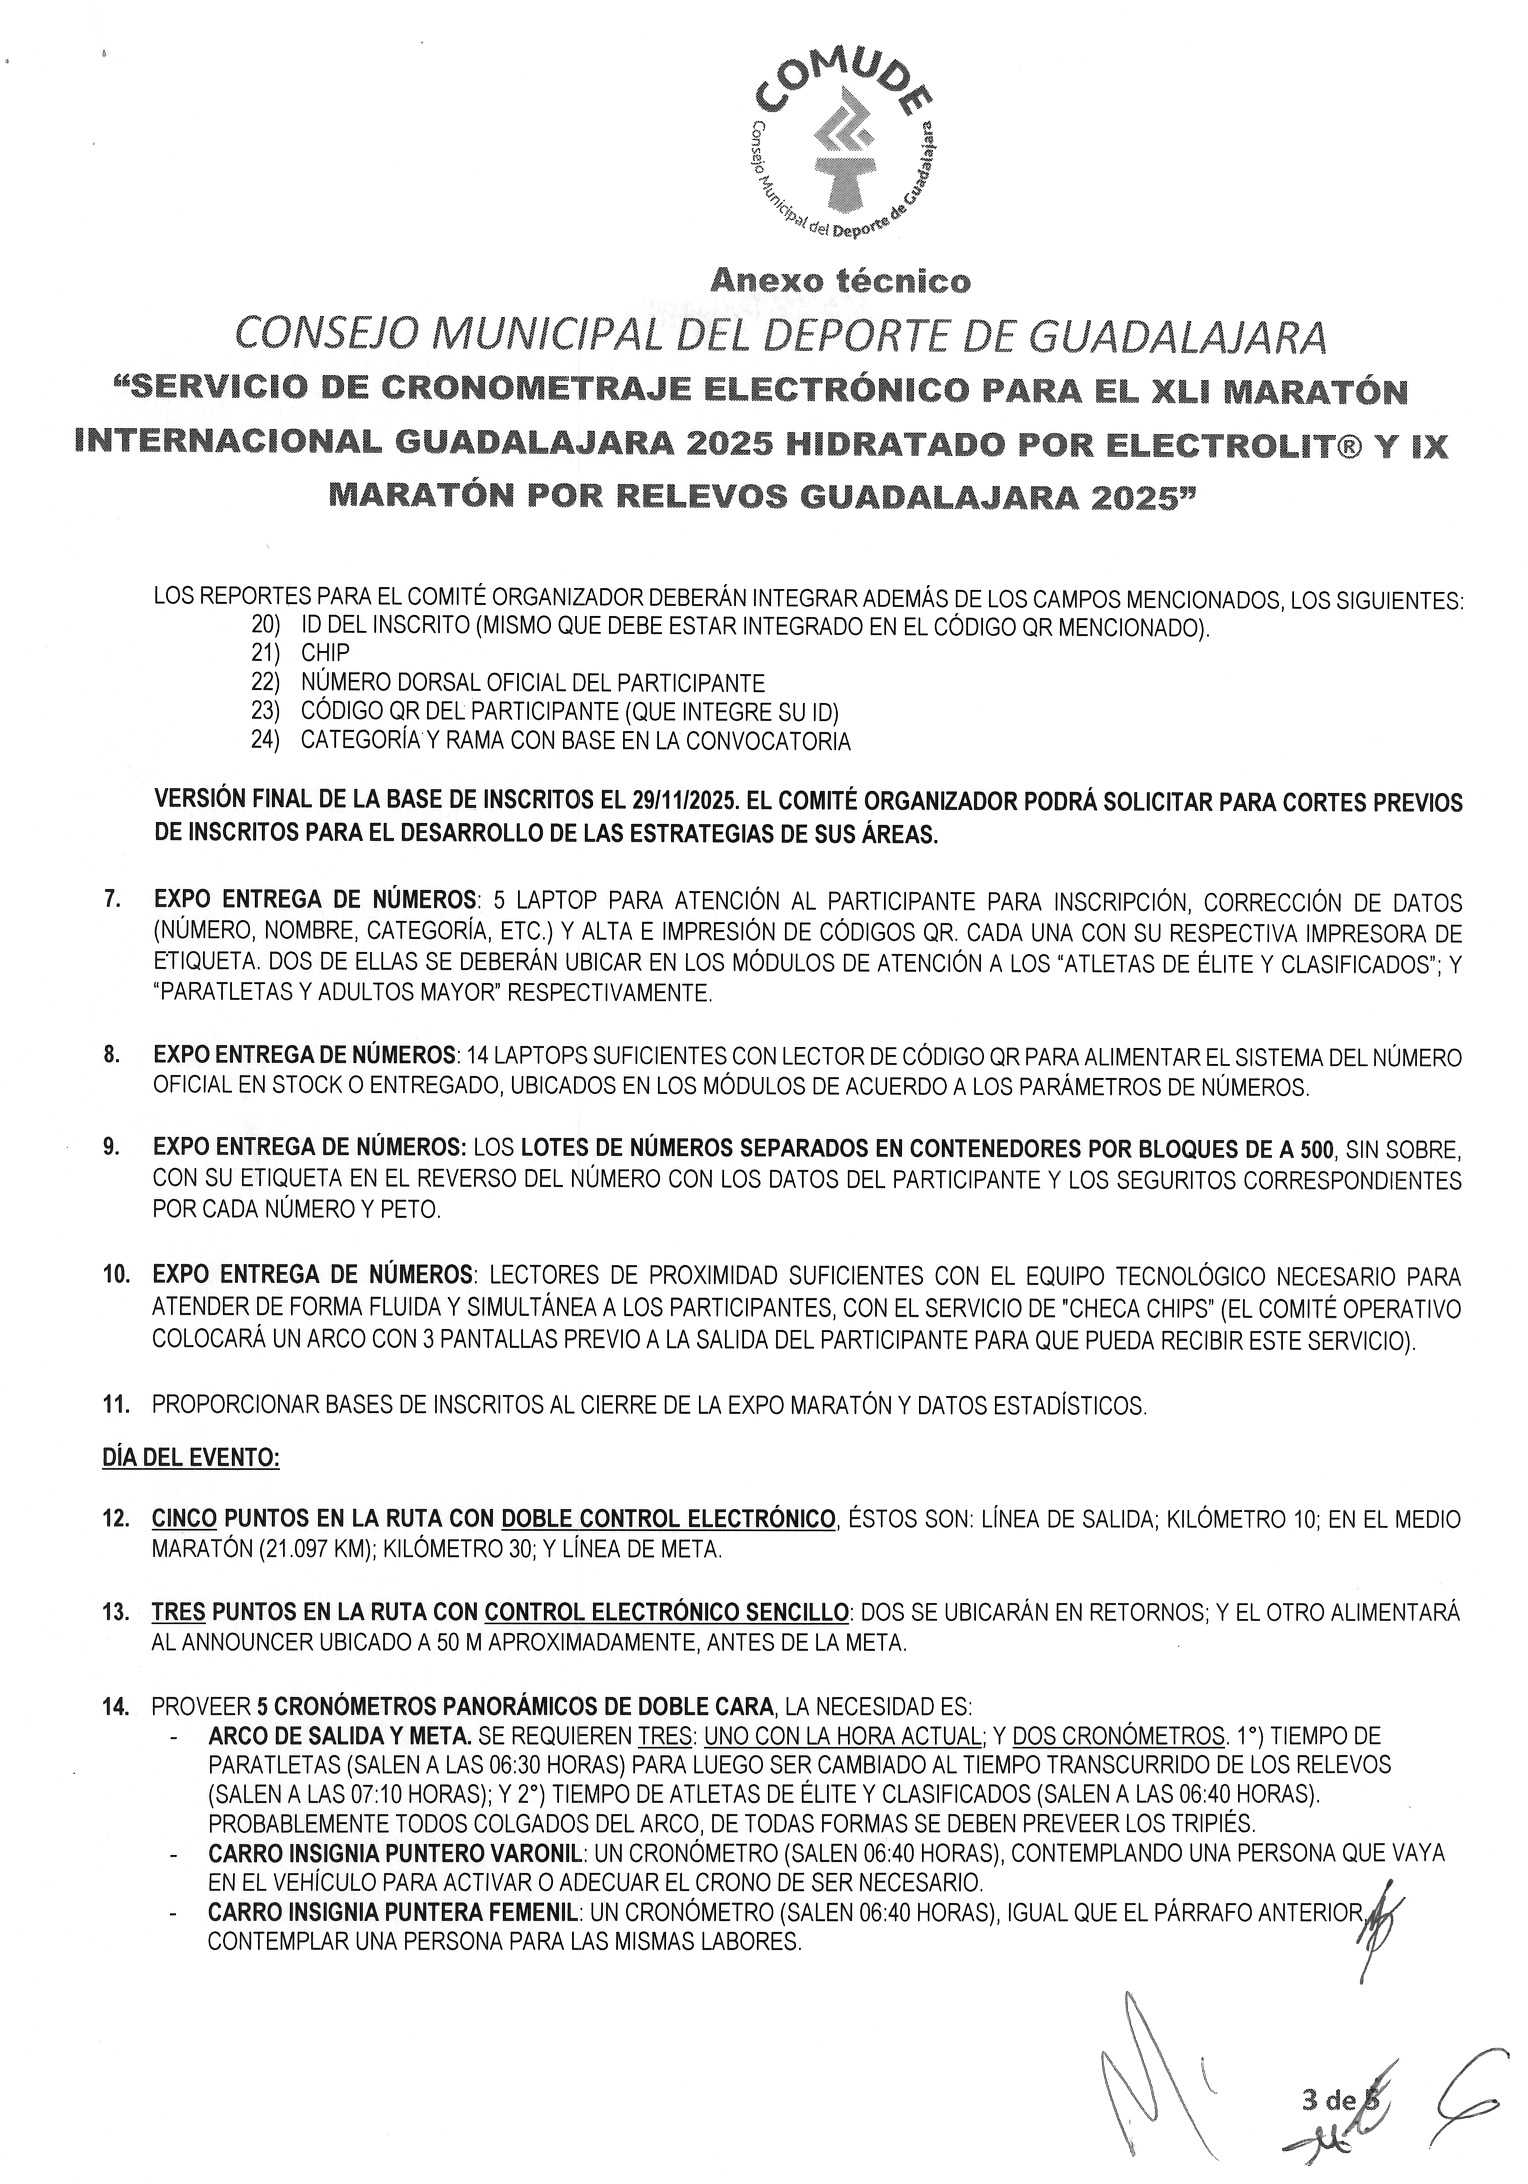 COMUDE
Consejo Municipal del Deporte de Guadalajara
Anexo técnico
CONSEJO MUNICIPAL DEL DEPORTE DE GUADALAJARA
“SERVICIO DE CRONOMETRAJE ELECTRÓNICO PARA EL XLI MARATÓN
INTERNACIONAL GUADALAJARA 2025 HIDRATADO POR ELECTROLIT® Y IX
MARATÓN POR RELEVOS GUADALAJARA 2025”
LOS REPORTES PARA EL COMITÉ ORGANIZADOR DEBERÁN INTEGRAR ADEMÁS DE LOS CAMPOS MENCIONADOS, LOS SIGUIENTES:
20) ID DEL INSCRITO (MISMO QUE DEBE ESTAR INTEGRADO EN EL CÓDIGO QR MENCIONADO).
21) CHIP
22) NÚMERO DORSAL OFICIAL DEL PARTICIPANTE
23) CÓDIGO QR DEL PARTICIPANTE (QUE INTEGRE SU ID)
24) CATEGORÍA Y RAMA CON BASE EN LA CONVOCATORIA
VERSIÓN FINAL DE LA BASE DE INSCRITOS EL 29/11/2025. EL COMITÉ ORGANIZADOR PODRÁ SOLICITAR PARA CORTES PREVIOS
DE INSCRITOS PARA EL DESARROLLO DE LAS ESTRATEGIAS DE SUS ÁREAS.
7. EXPO ENTREGA DE NÚMEROS: 5 LAPTOP PARA ATENCIÓN AL PARTICIPANTE PARA INSCRIPCIÓN, CORRECCIÓN DE DATOS
(NÚMERO, NOMBRE, CATEGORÍA, ETC.) Y ALTA E IMPRESIÓN DE CÓDIGOS QR. CADA UNA CON SU RESPECTIVA IMPRESORA DE
ETIQUETA. DOS DE ELLAS SE DEBERÁN UBICAR EN LOS MÓDULOS DE ATENCIÓN A LOS “ATLETAS DE ÉLITE Y CLASIFICADOS”; Y
“PARATLETAS Y ADULTOS MAYOR” RESPECTIVAMENTE.
8. EXPO ENTREGA DE NÚMEROS: 14 LAPTOPS SUFICIENTES CON LECTOR DE CÓDIGO QR PARA ALIMENTAR EL SISTEMA DEL NÚMERO
OFICIAL EN STOCK O ENTREGADO, UBICADOS EN LOS MÓDULOS DE ACUERDO A LOS PARÁMETROS DE NÚMEROS.
9. EXPO ENTREGA DE NÚMEROS: LOS LOTES DE NÚMEROS SEPARADOS EN CONTENEDORES POR BLOQUES DE A 500, SIN SOBRE,
CON SU ETIQUETA EN EL REVERSO DEL NÚMERO CON LOS DATOS DEL PARTICIPANTE Y LOS SEGURITOS CORRESPONDIENTES
POR CADA NÚMERO Y PETO.
10. EXPO ENTREGA DE NÚMEROS: LECTORES DE PROXIMIDAD SUFICIENTES CON EL EQUIPO TECNOLÓGICO NECESARIO PARA
ATENDER DE FORMA FLUIDA Y SIMULTÁNEA A LOS PARTICIPANTES, CON EL SERVICIO DE "CHECA CHIPS” (EL COMITÉ OPERATIVO
COLOCARÁ UN ARCO CON 3 PANTALLAS PREVIO A LA SALIDA DEL PARTICIPANTE PARA QUE PUEDA RECIBIR ESTE SERVICIO).
11. PROPORCIONAR BASES DE INSCRITOS AL CIERRE DE LA EXPO MARATÓN Y DATOS ESTADÍSTICOS.
DÍA DEL EVENTO:
12. CINCO PUNTOS EN LA RUTA CON DOBLE CONTROL ELECTRÓNICO, ÉSTOS SON: LÍNEA DE SALIDA; KILÓMETRO 10; EN EL MEDIO
MARATÓN (21.097 KM); KILÓMETRO 30; Y LÍNEA DE META.
13. TRES PUNTOS EN LA RUTA CON CONTROL ELECTRÓNICO SENCILLO: DOS SE UBICARÁN EN RETORNOS; Y EL OTRO ALIMENTARÁ
AL ANNOUNCER UBICADO A 50 M APROXIMADAMENTE, ANTES DE LA META.
14. PROVEER 5 CRONÓMETROS PANORÁMICOS DE DOBLE CARA, LA NECESIDAD ES:
- ARCO DE SALIDA Y META. SE REQUIEREN TRES: UNO CON LA HORA ACTUAL; Y DOS CRONÓMETROS. 1°) TIEMPO DE
PARATLETAS (SALEN A LAS 06:30 HORAS) PARA LUEGO SER CAMBIADO AL TIEMPO TRANSCURRIDO DE LOS RELEVOS
(SALEN A LAS 07:10 HORAS); Y 2°) TIEMPO DE ATLETAS DE ÉLITE Y CLASIFICADOS (SALEN A LAS 06:40 HORAS).
PROBABLEMENTE TODOS COLGADOS DEL ARCO, DE TODAS FORMAS SE DEBEN PREVEER LOS TRIPIÉS.
- CARRO INSIGNIA PUNTERO VARONIL: UN CRONÓMETRO (SALEN 06:40 HORAS), CONTEMPLANDO UNA PERSONA QUE VAYA
EN EL VEHÍCULO PARA ACTIVAR O ADECUAR EL CRONO DE SER NECESARIO.
- CARRO INSIGNIA PUNTERA FEMENIL: UN CRONÓMETRO (SALEN 06:40 HORAS), IGUAL QUE EL PÁRRAFO ANTERIOR,
CONTEMPLAR UNA PERSONA PARA LAS MISMAS LABORES.
3 de 5